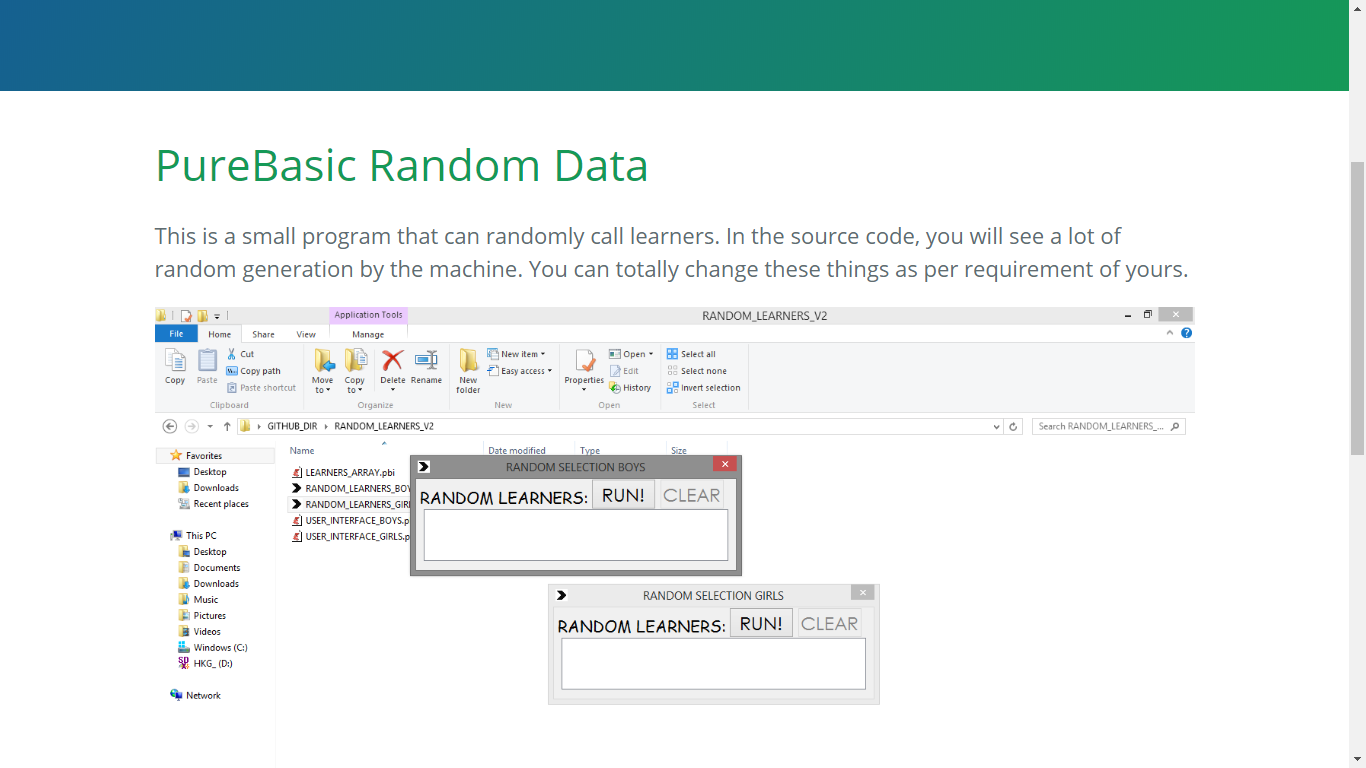 PureBasic Random Data
This is a small program that can randomly call learners. In the source code, you will see a lot of
random generation by the machine. You can totally change these things as per requirement of yours.
Application Tools
RANDOM_LEARNERS_V2
File Home Share View Manage
Copy
Paste
Cut
Copy path
Paste shortcut
Move to
Copy to
Delete
Rename
New folder
New item
Easy access
Properties
Open
Edit
History
Select all
Select none
Invert selection
Clipboard Organize New Open Select
GITHUB_DIR RANDOM_LEARNERS_V2
Search RANDOM_LEARNERS_...
Favorites
Desktop
Downloads
Recent places
This PC
Desktop
Documents
Downloads
Music
Pictures
Videos
Windows (C:)
HKG_ (D:)
Network
Name Date modified Type Size
LEARNERS_ARRAY.pbi
RANDOM_LEARNERS_BOY
RANDOM_LEARNERS_GIRL
USER_INTERFACE_BOYS.p
USER_INTERFACE_GIRLS.p
RANDOM SELECTION BOYS
RANDOM LEARNERS: RUN! CLEAR
RANDOM SELECTION GIRLS
RANDOM LEARNERS: RUN! CLEAR